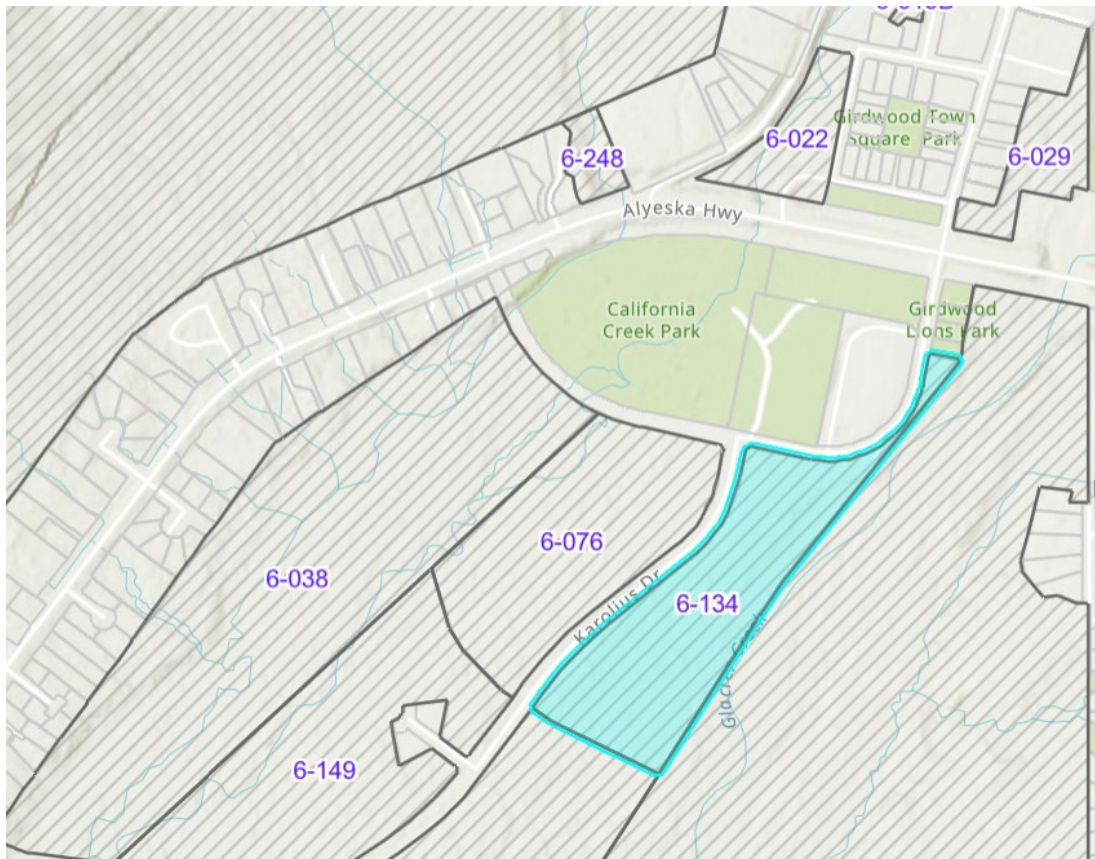 6-022
Girdwood Town
Square Park
6-248
6-029
Alyeska Hwy
California
Creek Park
Girdwood
Lions Park
6-076
6-038
Karolius Dr
6-134
Glacier Creek
6-149